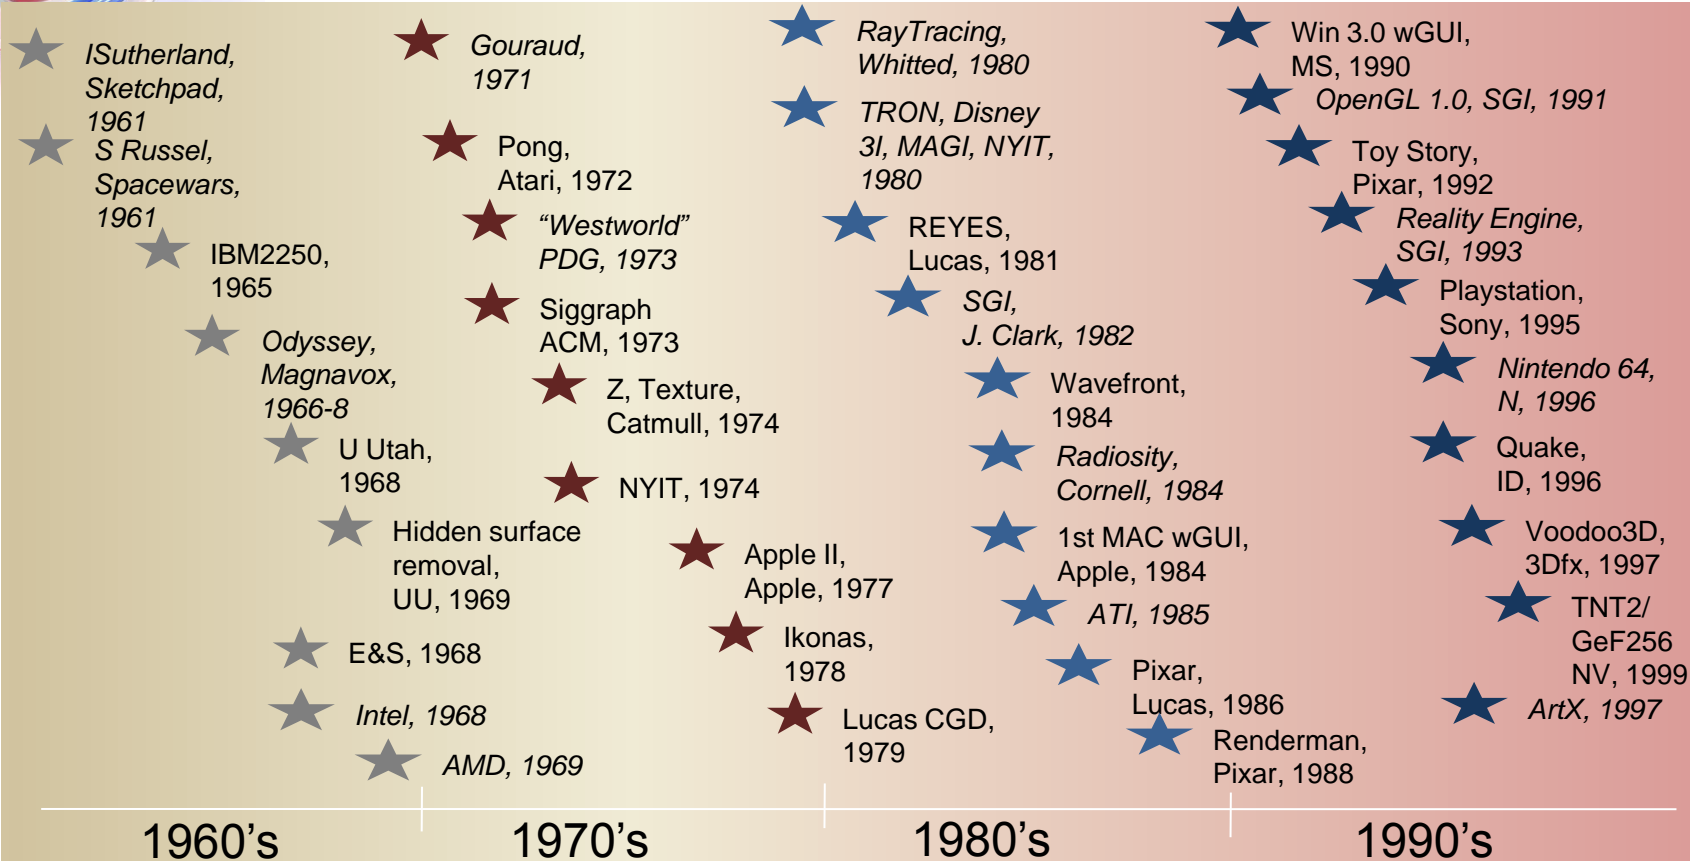 ISutherland,
Sketchpad,
1961
S Russel,
Spacewars,
1961
IBM2250,
1965
Odyssey,
Magnavox,
1966-8
U Utah,
1968
Hidden surface
removal,
UU, 1969
E&S, 1968
Intel, 1968
AMD, 1969
Gouraud,
1971
Pong,
Atari, 1972
“Westworld”
PDG, 1973
Siggraph
ACM, 1973
Z, Texture,
Catmull, 1974
NYIT, 1974
Apple II,
Apple, 1977
Ikonas,
1978
Lucas CGD,
1979
RayTracing,
Whitted, 1980
TRON, Disney
3I, MAGI, NYIT,
1980
REYES,
Lucas, 1981
SGI,
J. Clark, 1982
Wavefront,
1984
Radiosity,
Cornell, 1984
1st MAC wGUI,
Apple, 1984
ATI, 1985
Pixar,
Lucas, 1986
Renderman,
Pixar, 1988
Win 3.0 wGUI,
MS, 1990
OpenGL 1.0, SGI, 1991
Toy Story,
Pixar, 1992
Reality Engine,
SGI, 1993
Playstation,
Sony, 1995
Nintendo 64,
N, 1996
Quake,
ID, 1996
Voodoo3D,
3Dfx, 1997
TNT2/
GeF256
NV, 1999
ArtX, 1997
1960’s
1970’s
1980’s
1990’s